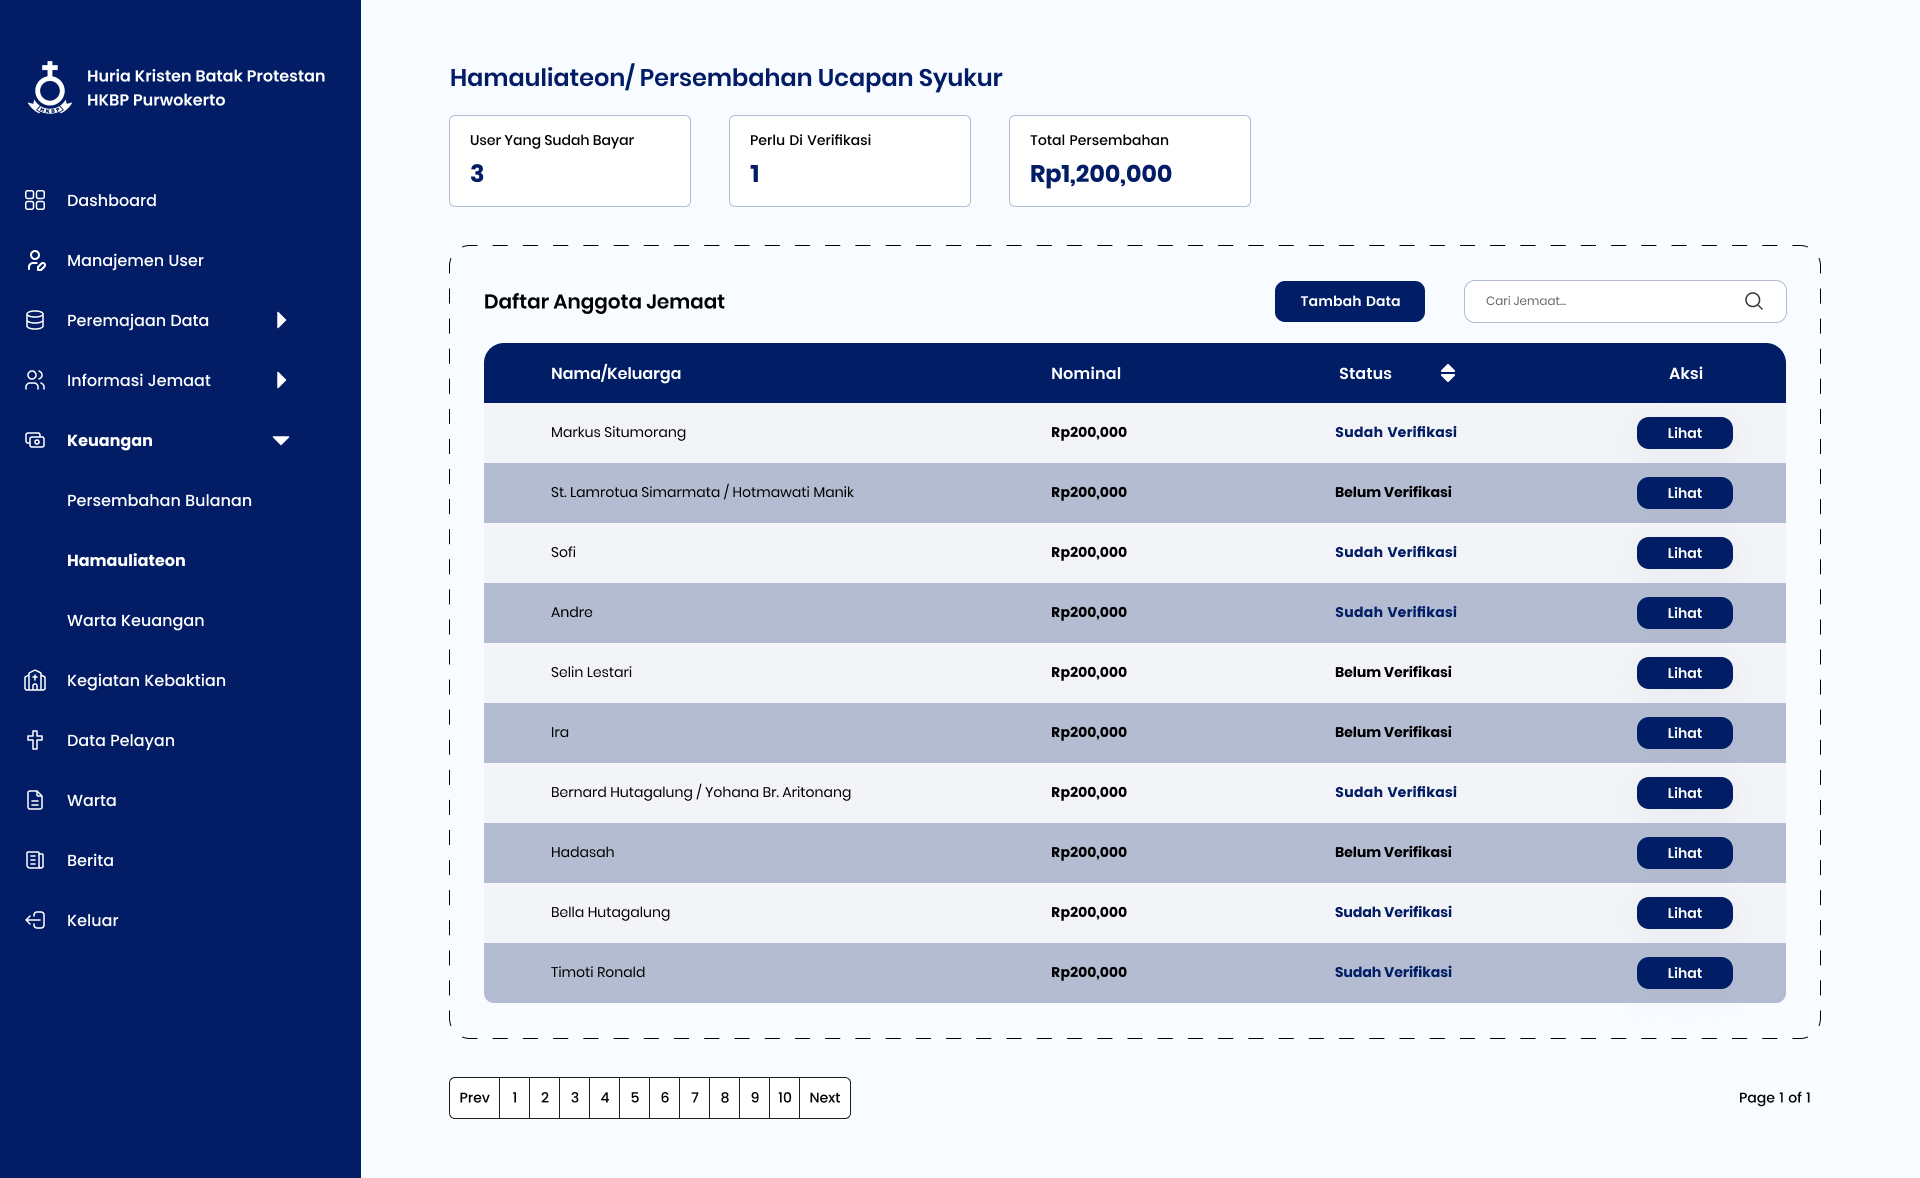 Huria Kristen Batak Protestan
HKBP Purwokerto
Dashboard
Manajemen User
Peremajaan Data
Informasi Jemaat
Keuangan
Persembahan Bulanan
Hamauliateon
Warta Keuangan
Kegiatan Kebaktian
Data Pelayan
Warta
Berita
Keluar
Hamauliateon/ Persembahan Ucapan Syukur
User Yang Sudah Bayar
3
Perlu Di Verifikasi
1
Total Persembahan
Rp1,200,000
Daftar Anggota Jemaat
Tambah Data
Cari Jemaat...
Nama/Keluarga Nominal Status Aksi
Markus Situmorang Rp200,000 Sudah Verifikasi Lihat
St. Lamrotua Simarmata / Hotmawati Manik Rp200,000 Belum Verifikasi Lihat
Sofi Rp200,000 Sudah Verifikasi Lihat
Andre Rp200,000 Sudah Verifikasi Lihat
Selin Lestari Rp200,000 Belum Verifikasi Lihat
Ira Rp200,000 Belum Verifikasi Lihat
Bernard Hutagalung / Yohana Br. Aritonang Rp200,000 Sudah Verifikasi Lihat
Hadasah Rp200,000 Belum Verifikasi Lihat
Bella Hutagalung Rp200,000 Sudah Verifikasi Lihat
Timoti Ronald Rp200,000 Sudah Verifikasi Lihat
Prev 1 2 3 4 5 6 7 8 9 10 Next
Page 1 of 1